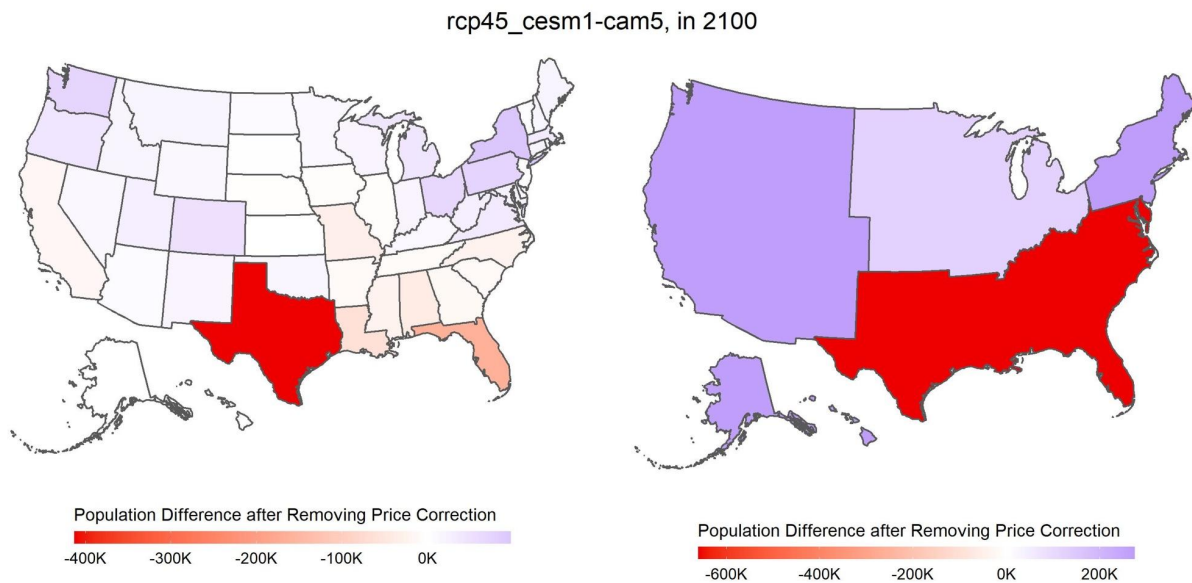 rcp45_cesm1-cam5, in 2100
Population Difference after Removing Price Correction
-400K -300K -200K -100K 0K
Population Difference after Removing Price Correction
-600K -400K -200K 0K 200K